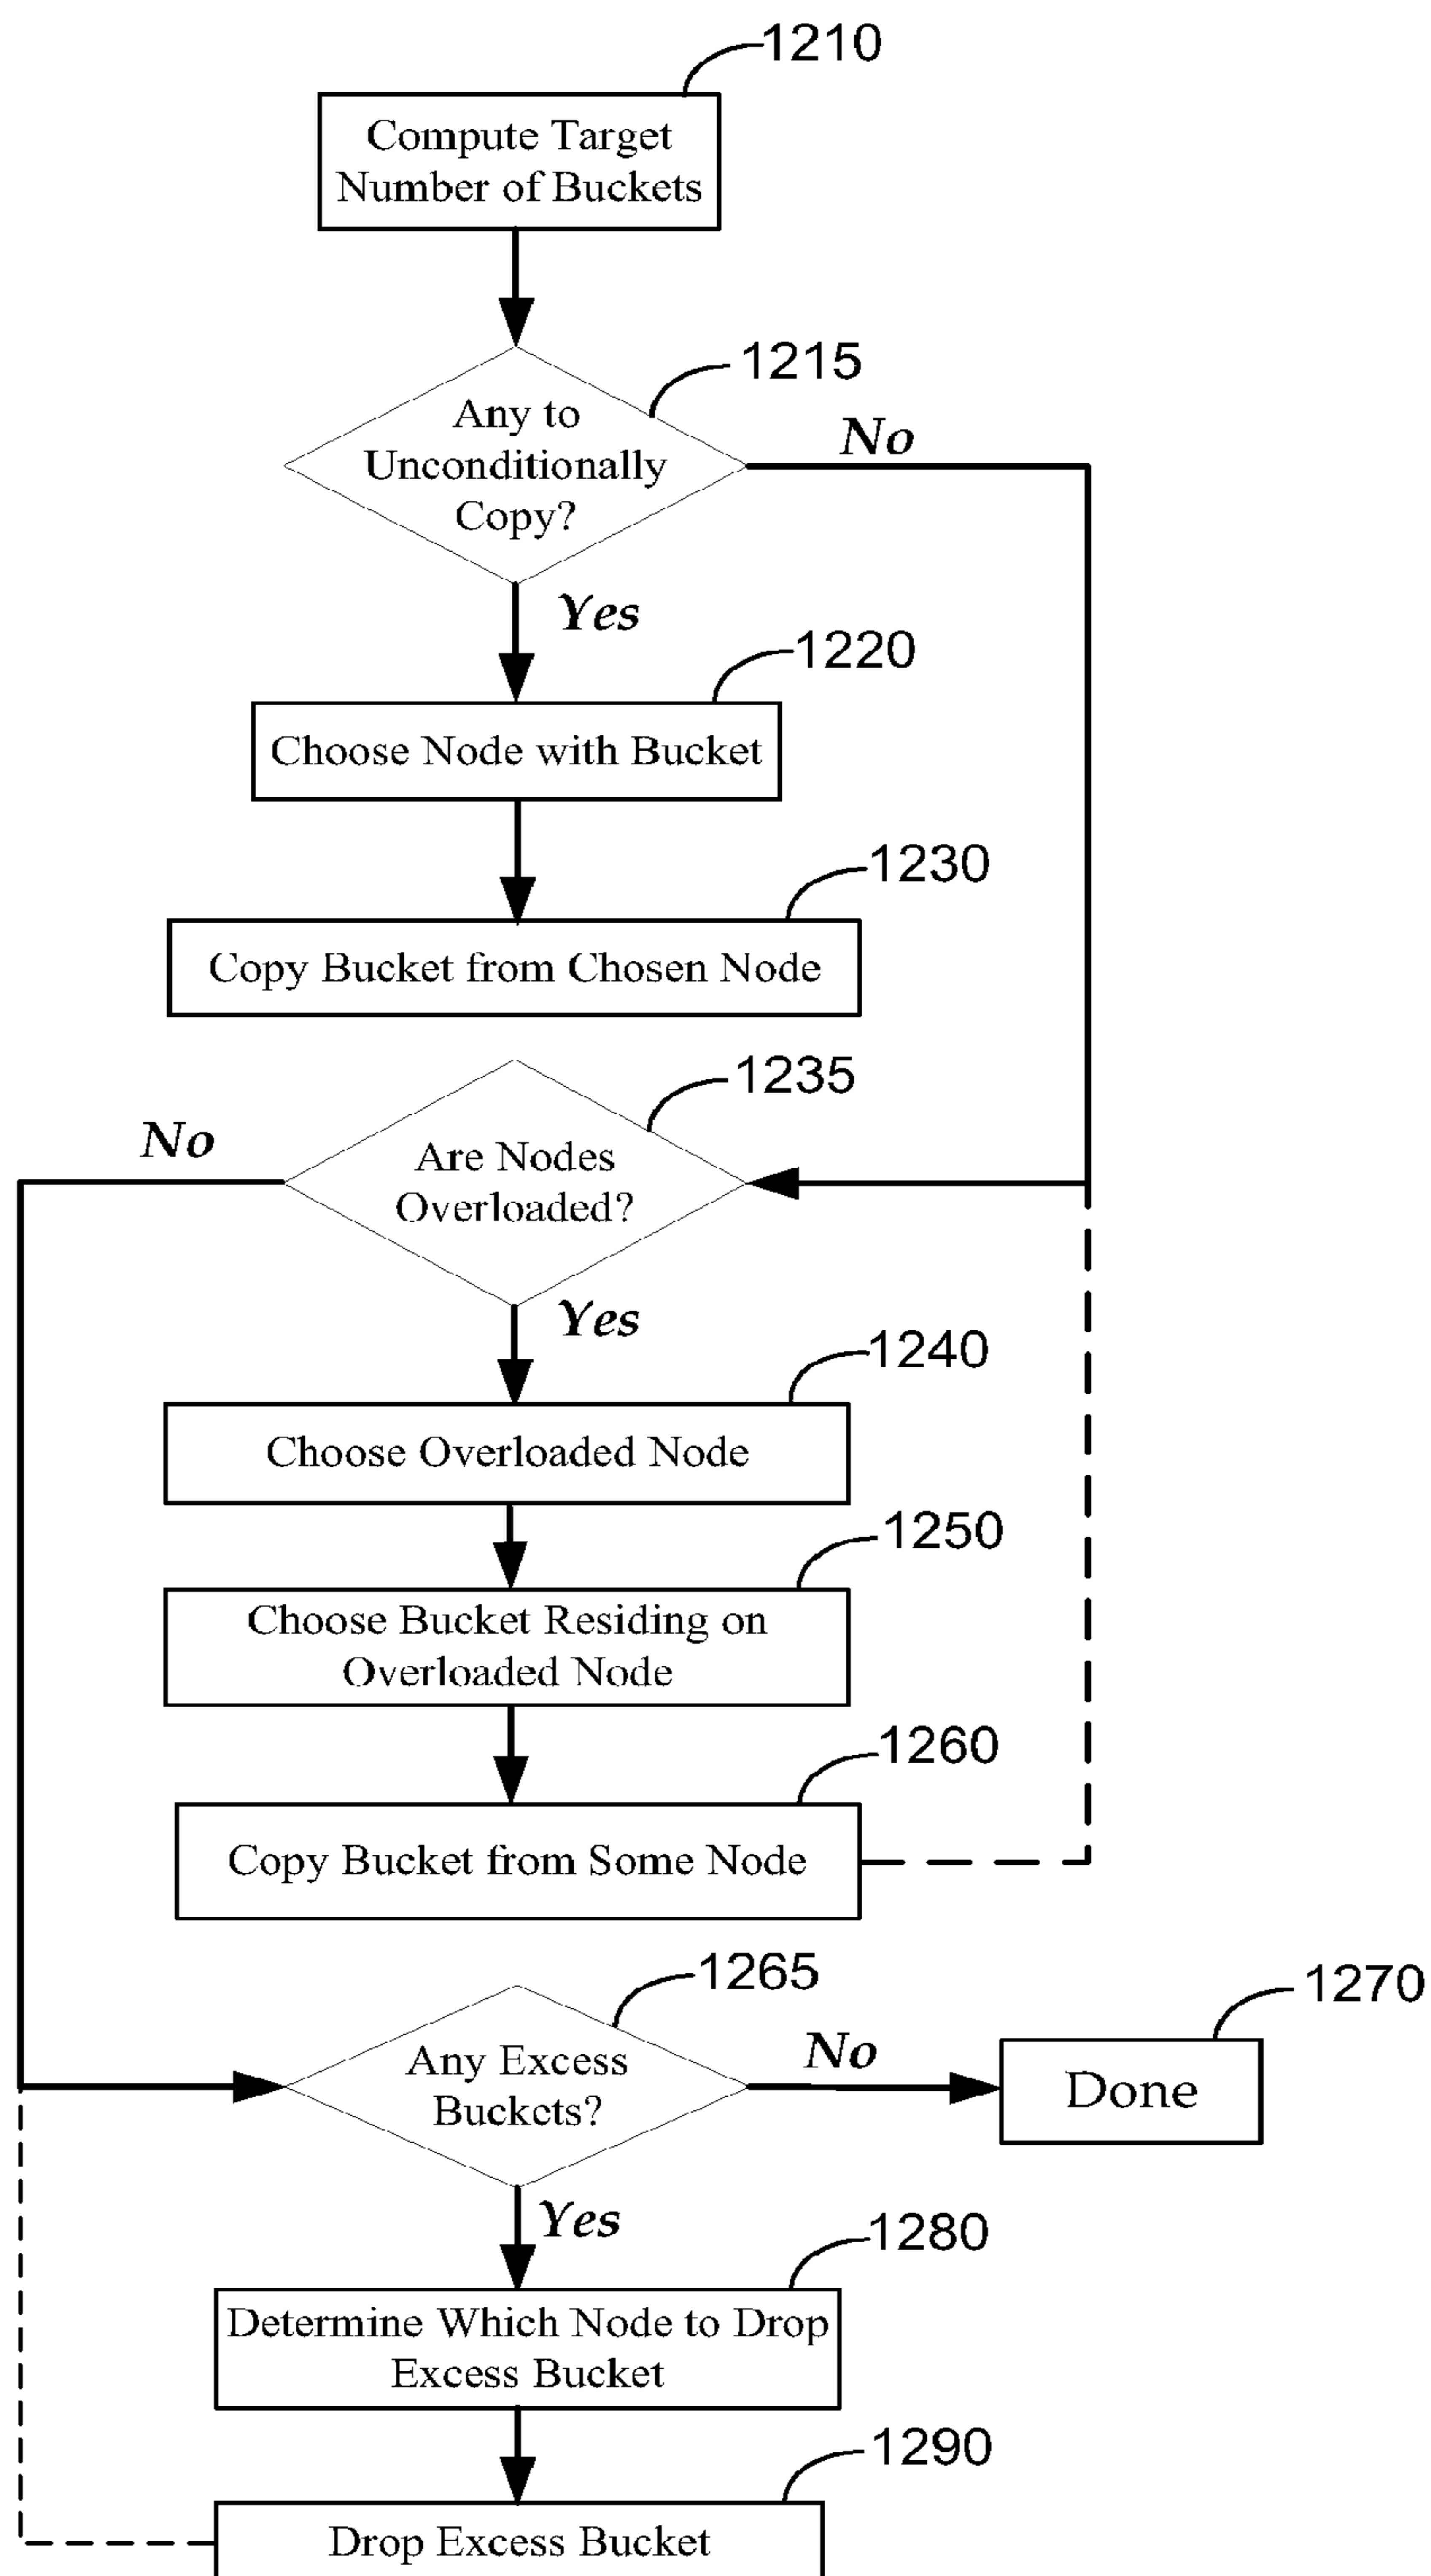 1210
Compute Target
Number of Buckets
1215
Any to
Unconditionally
Copy?
No
Yes
1220
Choose Node with Bucket
1230
Copy Bucket from Chosen Node
1235
No
Are Nodes
Overloaded?
Yes
1240
Choose Overloaded Node
1250
Choose Bucket Residing on
Overloaded Node
1260
Copy Bucket from Some Node
1265
1270
Any Excess
Buckets?
No
Done
Yes
1280
Determine Which Node to Drop
Excess Bucket
1290
Drop Excess Bucket